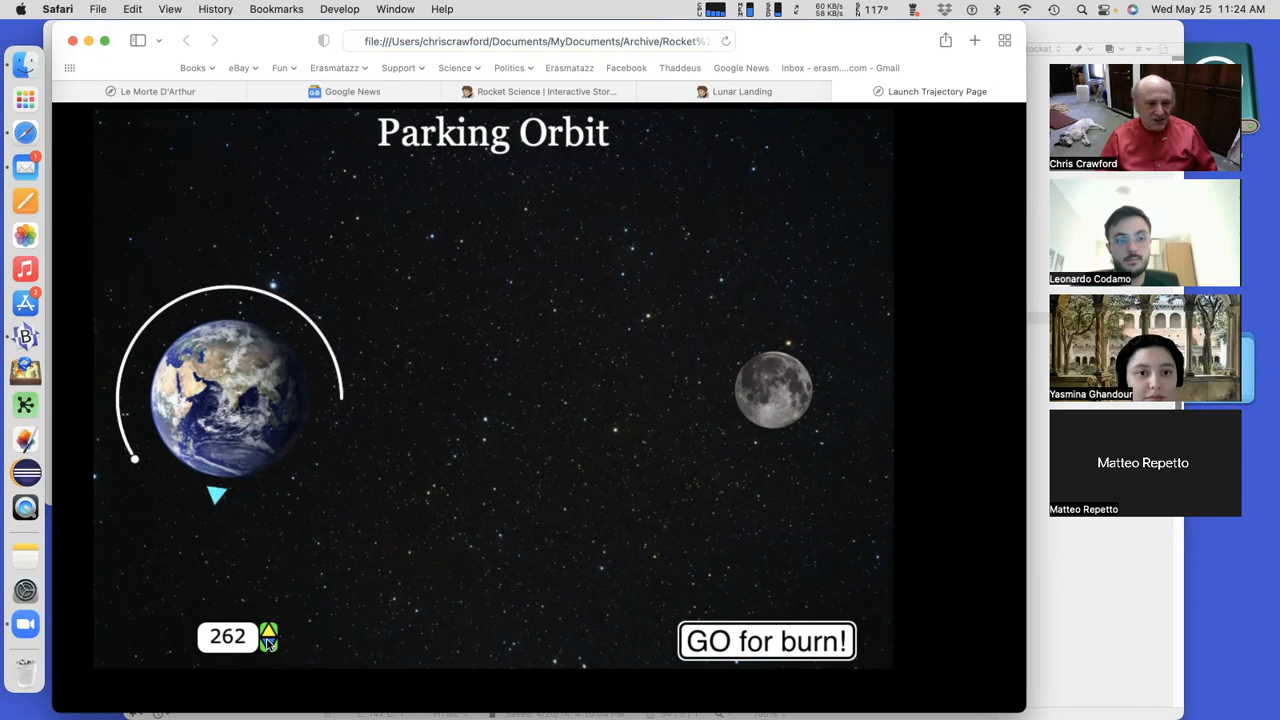 Safari File Edit View History Bookmarks Develop Window Help
60 KB/s
58 KB/s
117°
Wed May 25 11:24 AM
file:///Users/chriscrawford/Documents/MyDocuments/Archive/Rocket%2
Books eBay Fun Erasmatazz Support Science Politics Erasmatazz Facebook Thaddeus Google News Inbox - erasm....com - Gmail
Le Morte D'Arthur Google News Rocket Science | Interactive Stor... Lunar Landing Launch Trajectory Page
Parking Orbit
262
GO for burn!
Chris Crawford
Leonardo Codamo
Yasmina Ghandour
Matteo Repetto
Matteo Repetto